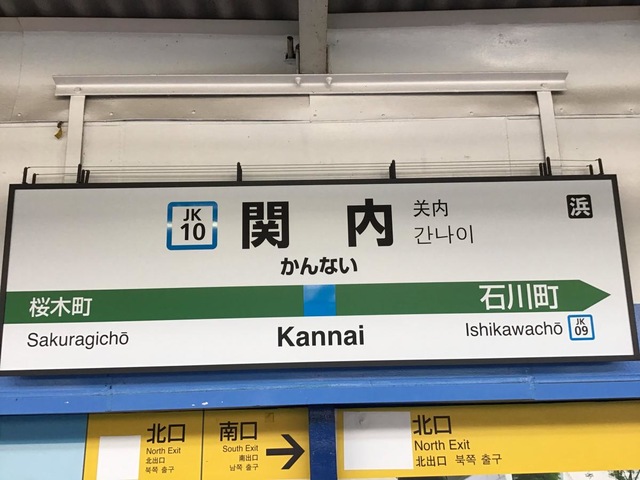 JK
10
関内
关内
간나이
浜
かんない
桜木町
石川町
Sakuragichō
Kannai
Ishikawachō
JK
09
北口
North Exit
北出口
북쪽 출구
南口
South Exit
南出口
남쪽 출구
北口
North Exit
北出口 북쪽 출구